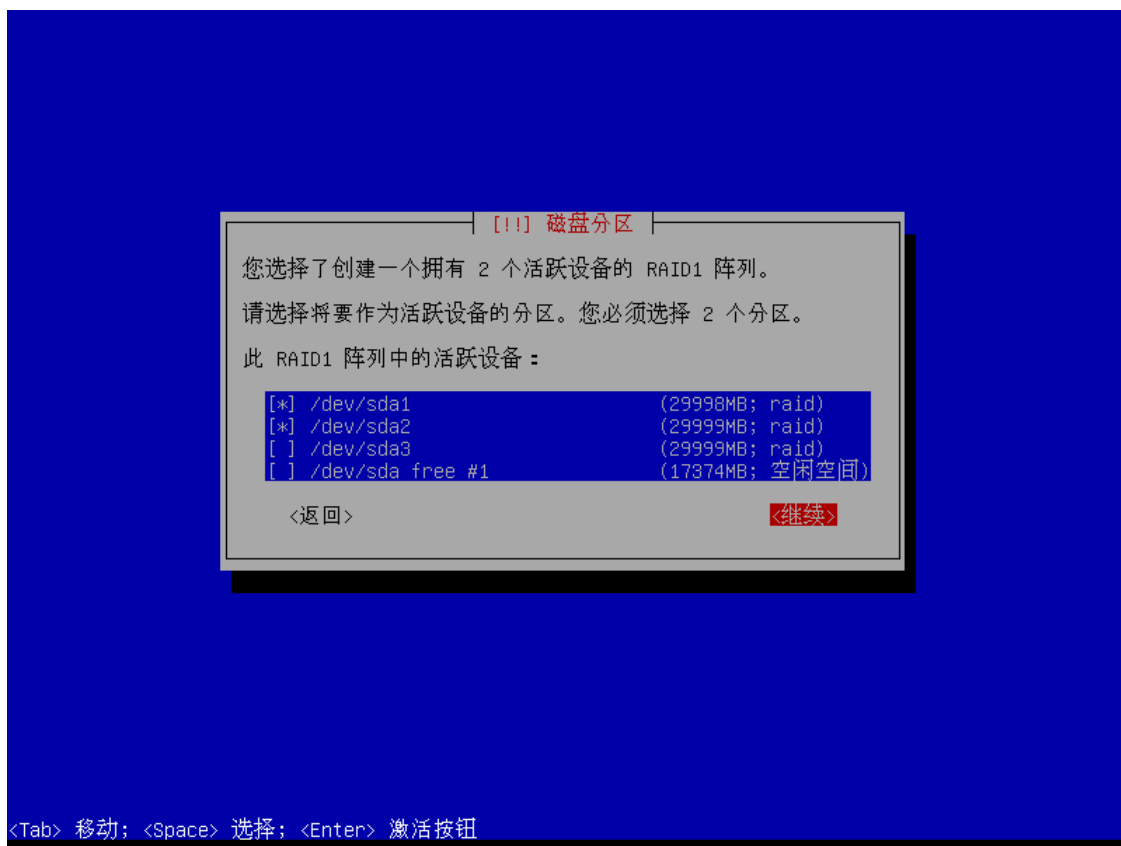 [!!] 磁盘分区
您选择了创建一个拥有 2 个活跃设备的 RAID1 阵列。
请选择将要作为活跃设备的分区。您必须选择 2 个分区。
此 RAID1 阵列中的活跃设备：
[*] /dev/sda1 (29998MB; raid)
[*] /dev/sda2 (29999MB; raid)
[ ] /dev/sda3 (29999MB; raid)
[ ] /dev/sda free #1 (17374MB; 空闲空间)
<返回> <继续>
<Tab> 移动; <Space> 选择; <Enter> 激活按钮